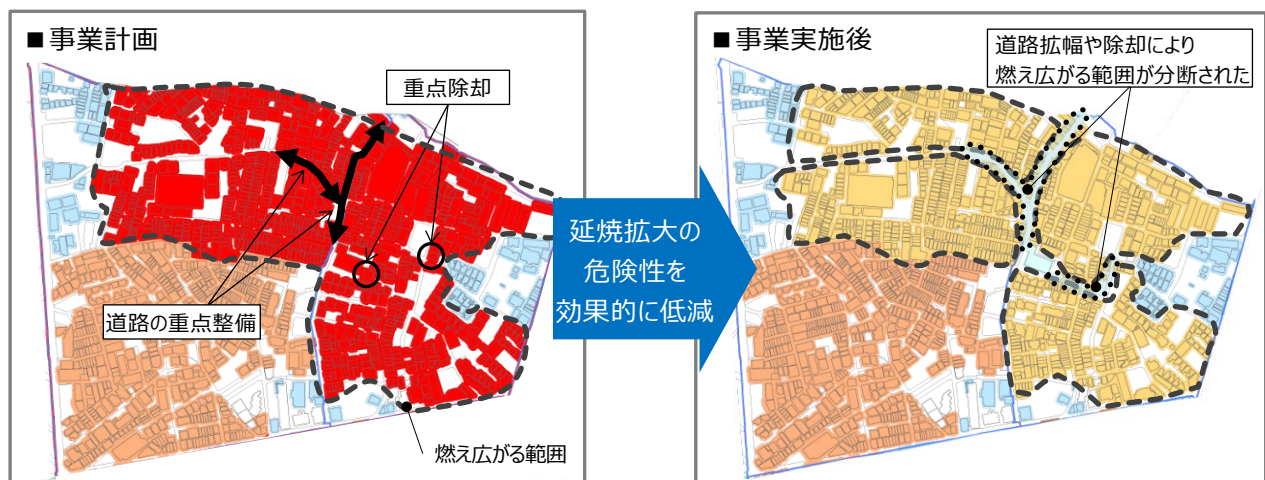 ■事業計画
重点除却
道路の重点整備
燃え広がる範囲
延焼拡大の
危険性を
効果的に低減
■事業実施後
道路拡幅や除却により
燃え広がる範囲が分断された